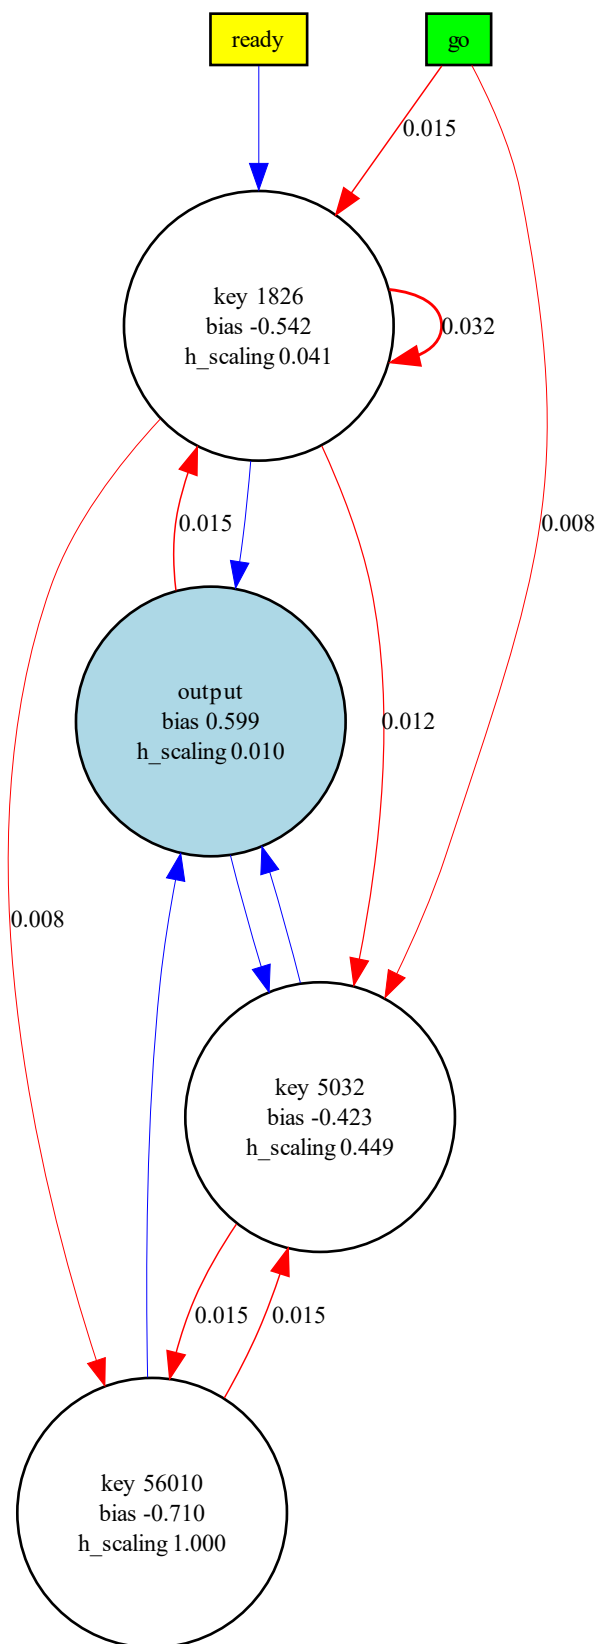 ready
go
0.015
key 1826
bias -0.542
h_scaling 0.041
0.032
0.015
0.008
output
bias 0.599
h_scaling 0.010
0.012
0.008
key 5032
bias -0.423
h_scaling 0.449
0.015
0.015
key 56010
bias -0.710
h_scaling 1.000